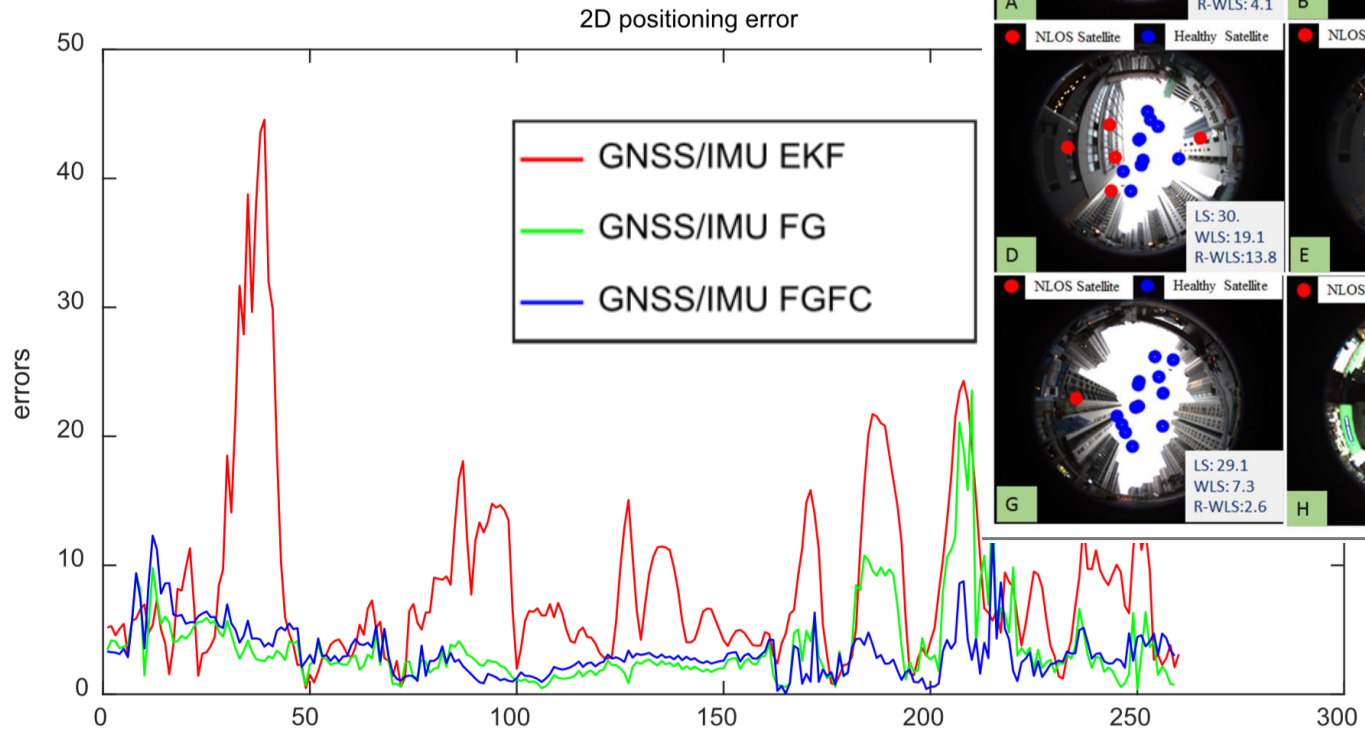 2D positioning error
50
40
30
20
10
0
errors
0
50
100
150
200
250
300
GNSS/IMU EKF
GNSS/IMU FG
GNSS/IMU FGFC
A
R-WLS: 4.1
B
NLOS Satellite
Healthy Satellite
NLOS
LS: 30.
WLS: 19.1
R-WLS:13.8
D
E
NLOS Satellite
Healthy Satellite
NLOS
LS: 29.1
WLS: 7.3
R-WLS:2.6
G
H